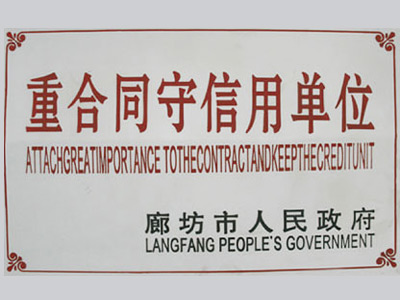 重合同守信用单位
ATTACHGREATIMPORTANCE TOTHECONTRACTANDKEEPTHECREDITUNIT
廊坊市人民政府
LANGFANG PEOPLE'S GOVERNMENT